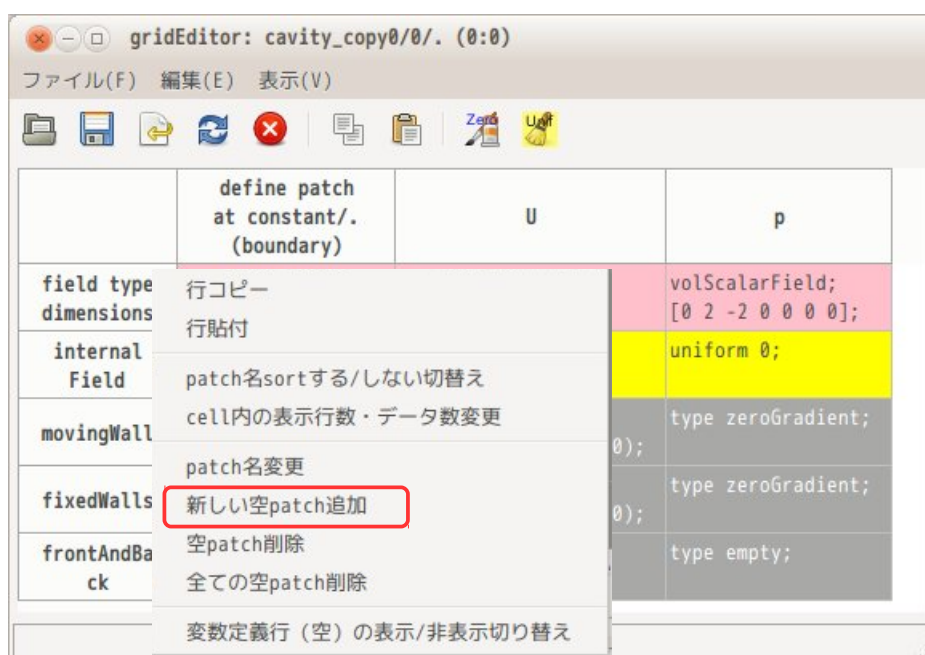 gridEditor: cavity_copy0/0/. (0:0)
ファイル(F) 編集(E) 表示(V)
Zero
Unif
define patch
at constant/.
(boundary)
U
p
field type
dimensions
volScalarField;
[0 2 -2 0 0 0 0];
internal
Field
uniform 0;
movingWall
0);
type zeroGradient;
fixedWalls
0);
type zeroGradient;
frontAndBa
ck
type empty;
行コピー
行貼付
patch名sortする/しない切替え
cell内の表示行数・データ数変更
patch名変更
新しい空patch追加
空patch削除
全ての空patch削除
変数定義行（空）の表示/非表示切り替え